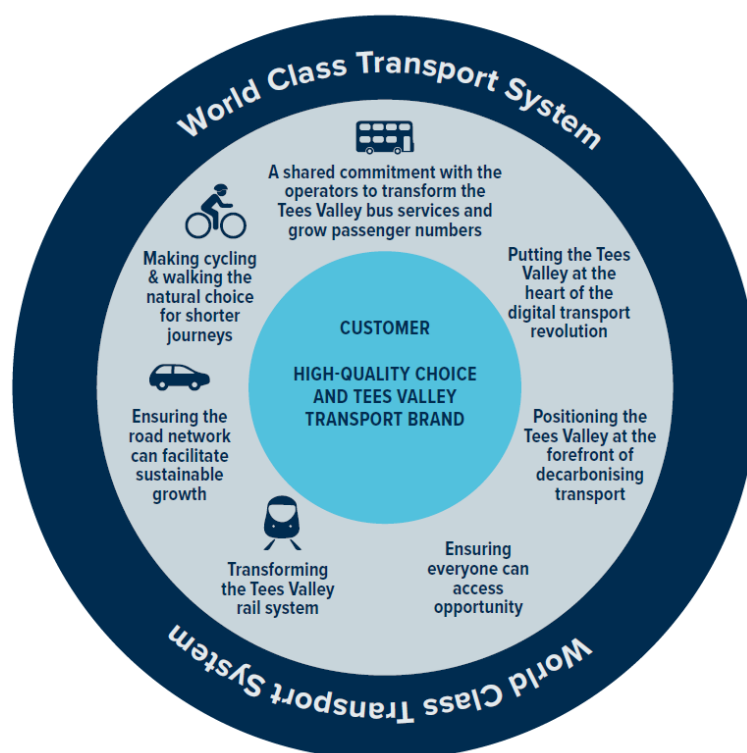 World Class Transport System
A shared commitment with the
operators to transform the
Tees Valley bus services and
grow passenger numbers
Putting the Tees
Valley at the
heart of the
digital transport
revolution
Positioning the
Tees Valley at the
forefront of
decarbonising
transport
Ensuring
everyone can
access
opportunity
Transforming
the Tees Valley
rail system
Ensuring the
road network
can facilitate
sustainable
growth
Making cycling
& walking the
natural choice
for shorter
journeys
CUSTOMER
HIGH-QUALITY CHOICE
AND TEES VALLEY
TRANSPORT BRAND
World Class Transport System